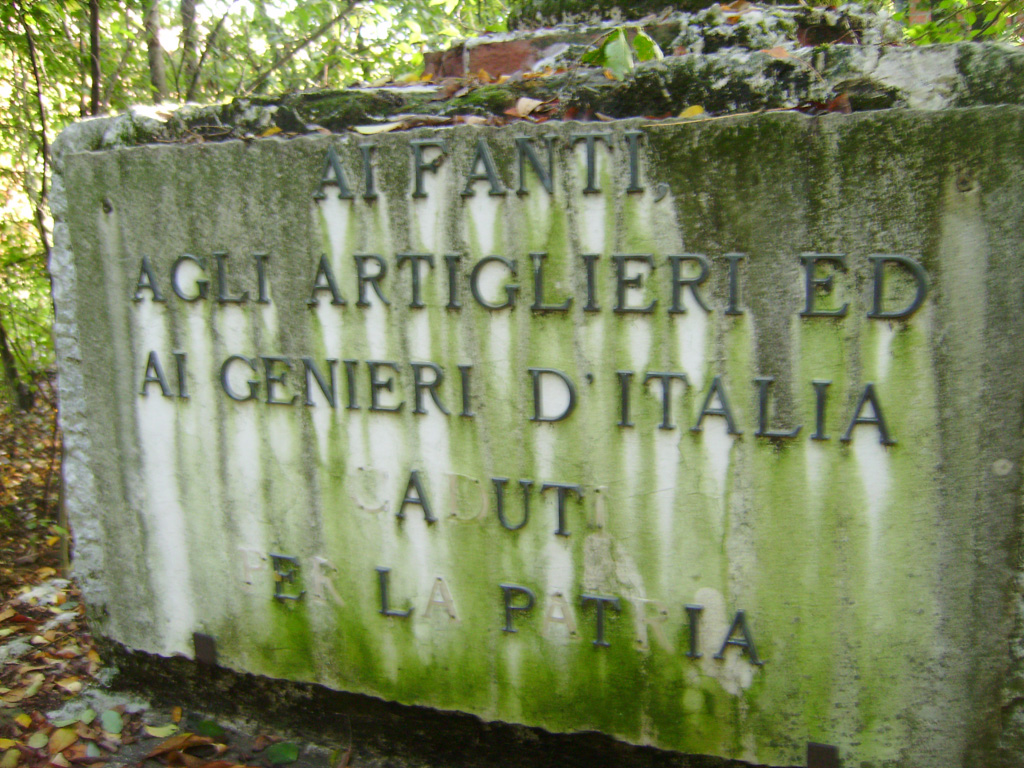 AI FANTI,
AGLI ARTIGLIERI ED
AI GENIERI D'ITALIA
CADUTI
PER LA PATRIA